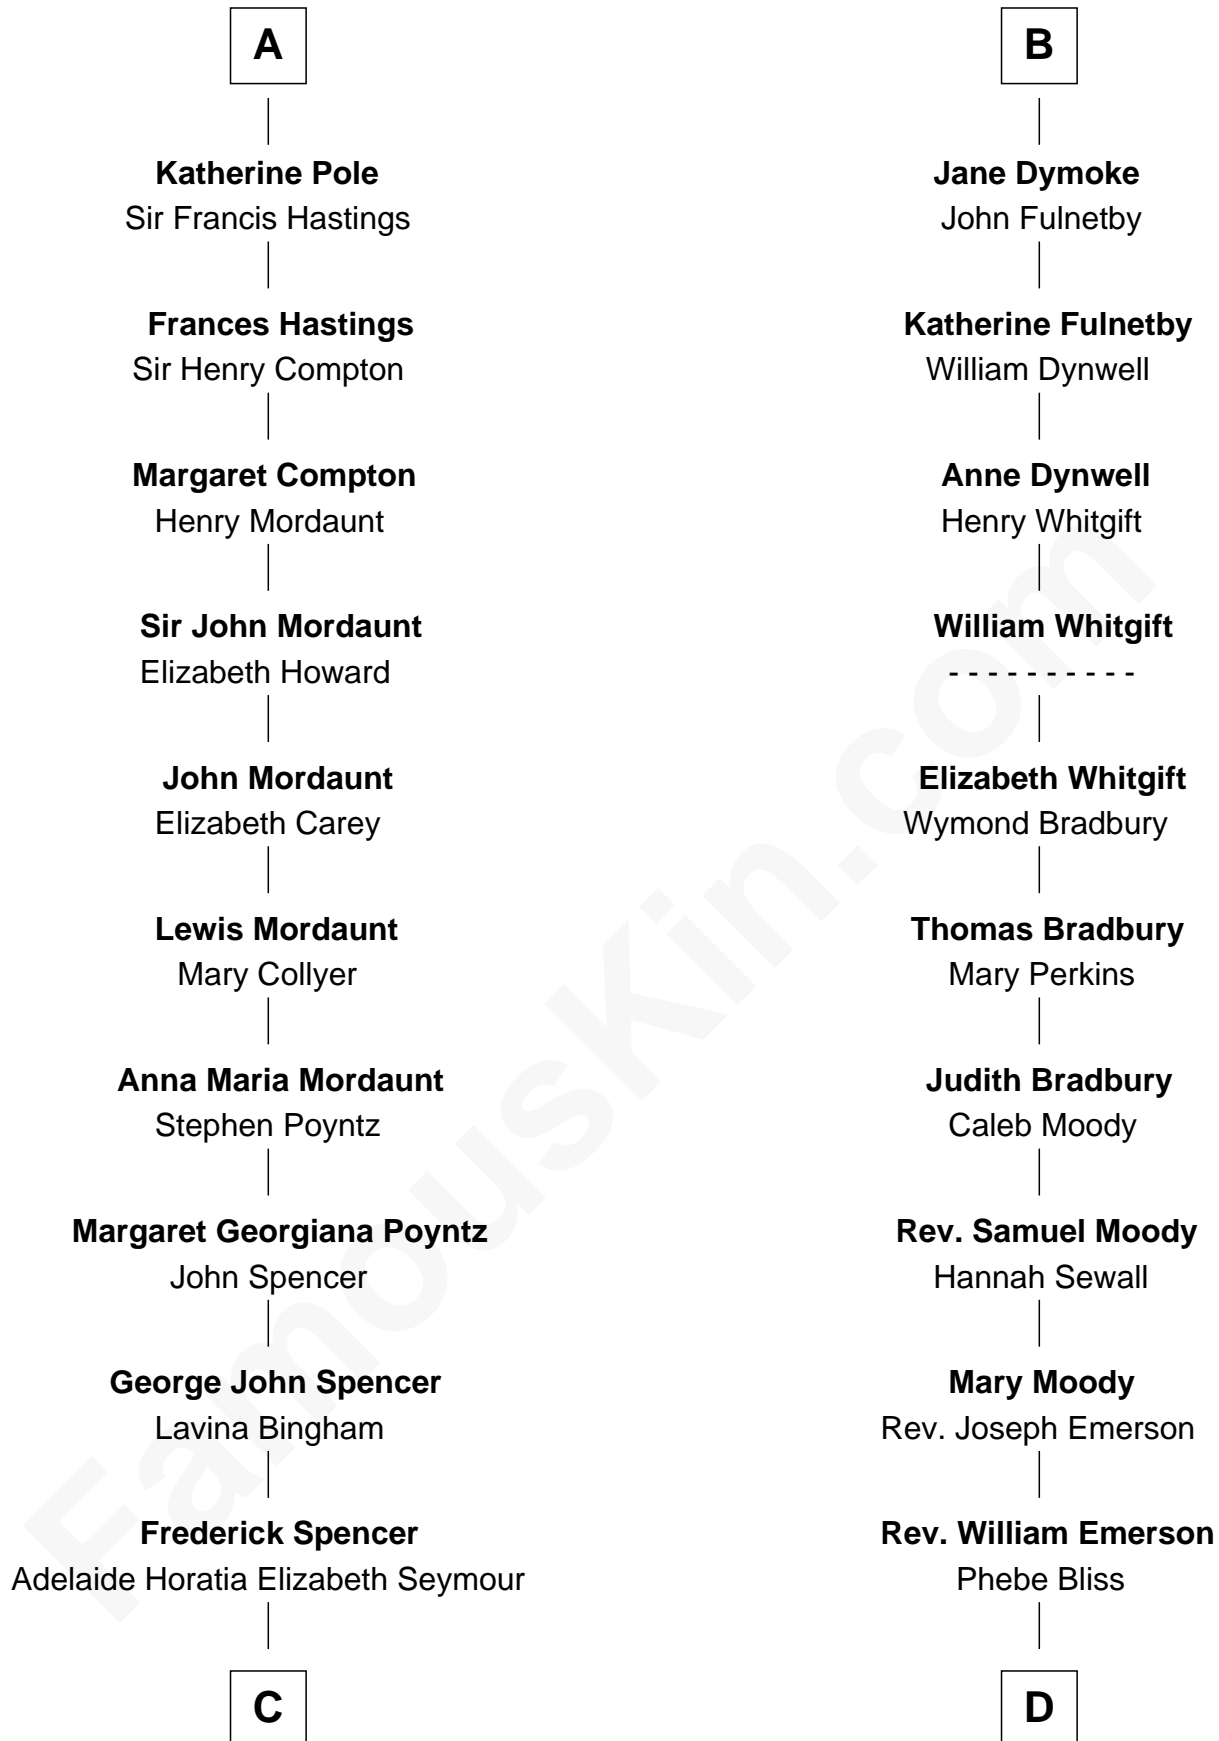 A
Katherine Pole
Sir Francis Hastings
Frances Hastings
Sir Henry Compton
Margaret Compton
Henry Mordaunt
Sir John Mordaunt
Elizabeth Howard
John Mordaunt
Elizabeth Carey
Lewis Mordaunt
Mary Collyer
Anna Maria Mordaunt
Stephen Poyntz
Margaret Georgiana Poyntz
John Spencer
George John Spencer
Lavina Bingham
Frederick Spencer
Adelaide Horatia Elizabeth Seymour
C
B
Jane Dymoke
John Fulnetby
Katherine Fulnetby
William Dynwell
Anne Dynwell
Henry Whitgift
William Whitgift
- - - - - - - - - -
Elizabeth Whitgift
Wymond Bradbury
Thomas Bradbury
Mary Perkins
Judith Bradbury
Caleb Moody
Rev. Samuel Moody
Hannah Sewall
Mary Moody
Rev. Joseph Emerson
Rev. William Emerson
Phebe Bliss
D
FamousKin.com